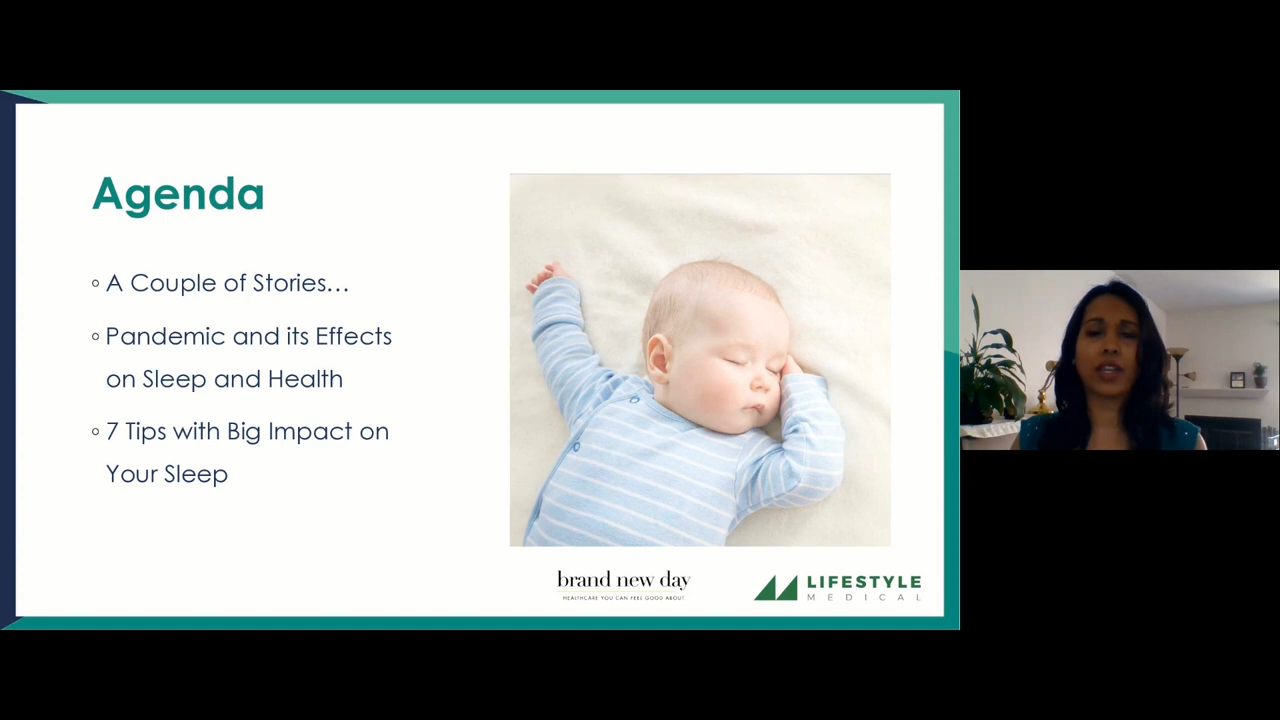 Agenda
◦ A Couple of Stories…
◦ Pandemic and its Effects
on Sleep and Health
◦ 7 Tips with Big Impact on
Your Sleep
brand new day
HEALTHCARE YOU CAN FEEL GOOD ABOUT
LIFESTYLE
MEDICAL